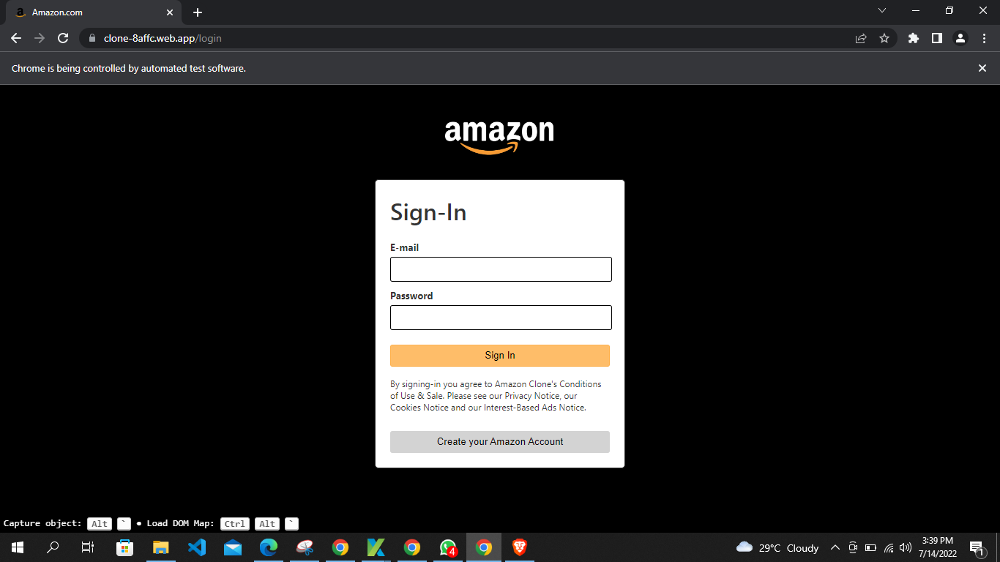 Amazon.com
clone-8affc.web.app/login
Chrome is being controlled by automated test software.
amazon
Sign-In
E-mail
Password
Sign In
By signing-in you agree to Amazon Clone's Conditions
of Use & Sale. Please see our Privacy Notice, our
Cookies Notice and our Interest-Based Ads Notice.
Create your Amazon Account
Capture object: Alt ` ● Load DOM Map: Ctrl Alt `
4
29°C Cloudy
3:39 PM
7/14/2022
1